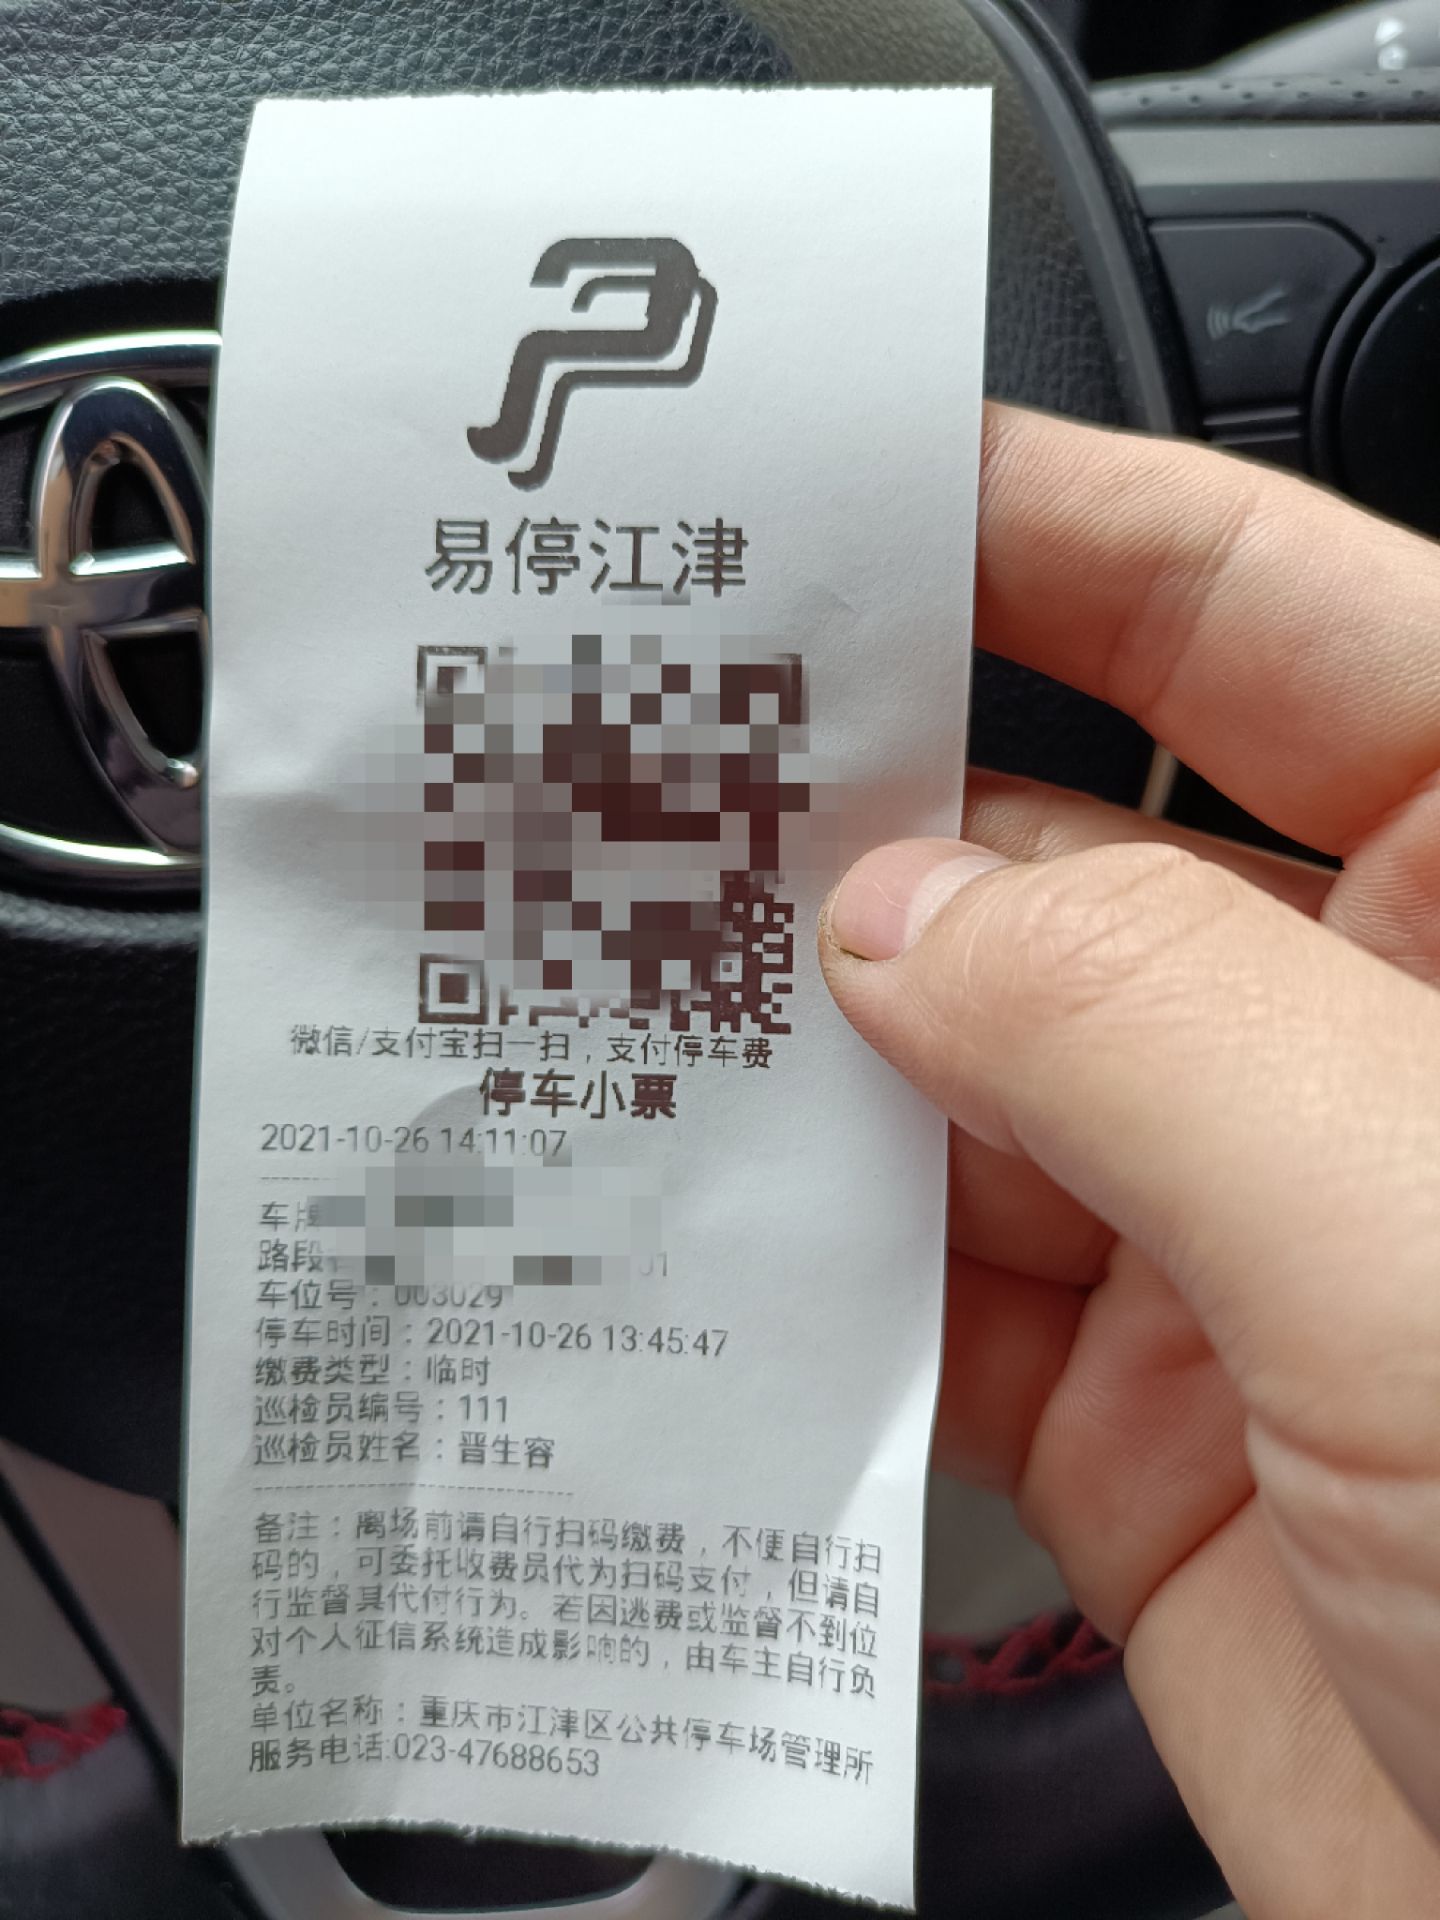 易停江津
微信/支付宝扫一扫，支付停车费
停车小票
2021-10-26 14:11:07
车牌
路段
车位号：003029
停车时间：2021-10-26 13:45:47
缴费类型：临时
巡检员编号：111
巡检员姓名：晋生容
备注：离场前请自行扫码缴费，不便自行扫
码的，可委托收费员代为扫码支付，但请自
行监督其代付行为。若因逃费或监督不到位
对个人征信系统造成影响的，由车主自行负
责。
单位名称：重庆市江津区公共停车场管理所
服务电话:023-47688653